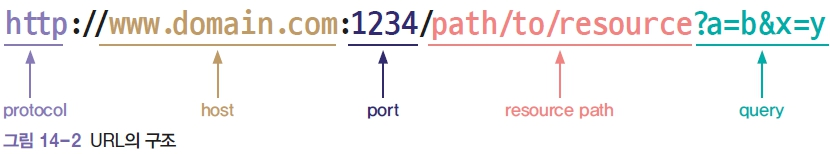 http://www.domain.com:1234/path/to/resource?a=b&x=y
protocol host port resource path query
그림 14-2 URL의 구조